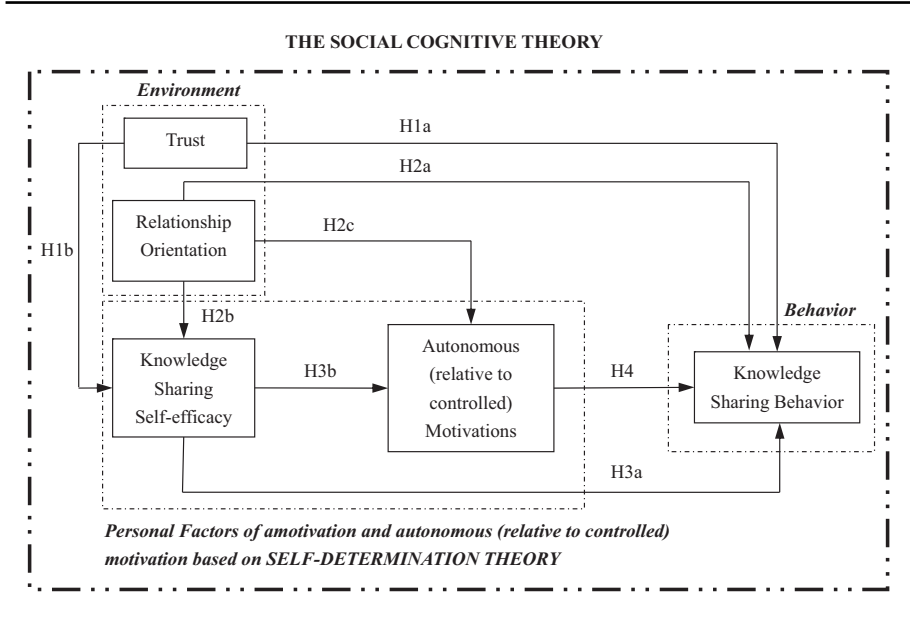 THE SOCIAL COGNITIVE THEORY
Environment
Trust
H1a
H2a
Relationship
Orientation
H2c
H1b
H2b
Behavior
Knowledge
Sharing
Self-efficacy
H3b
Autonomous
(relative to
controlled)
Motivations
H4
Knowledge
Sharing Behavior
H3a
Personal Factors of amotivation and autonomous (relative to controlled)
motivation based on SELF-DETERMINATION THEORY